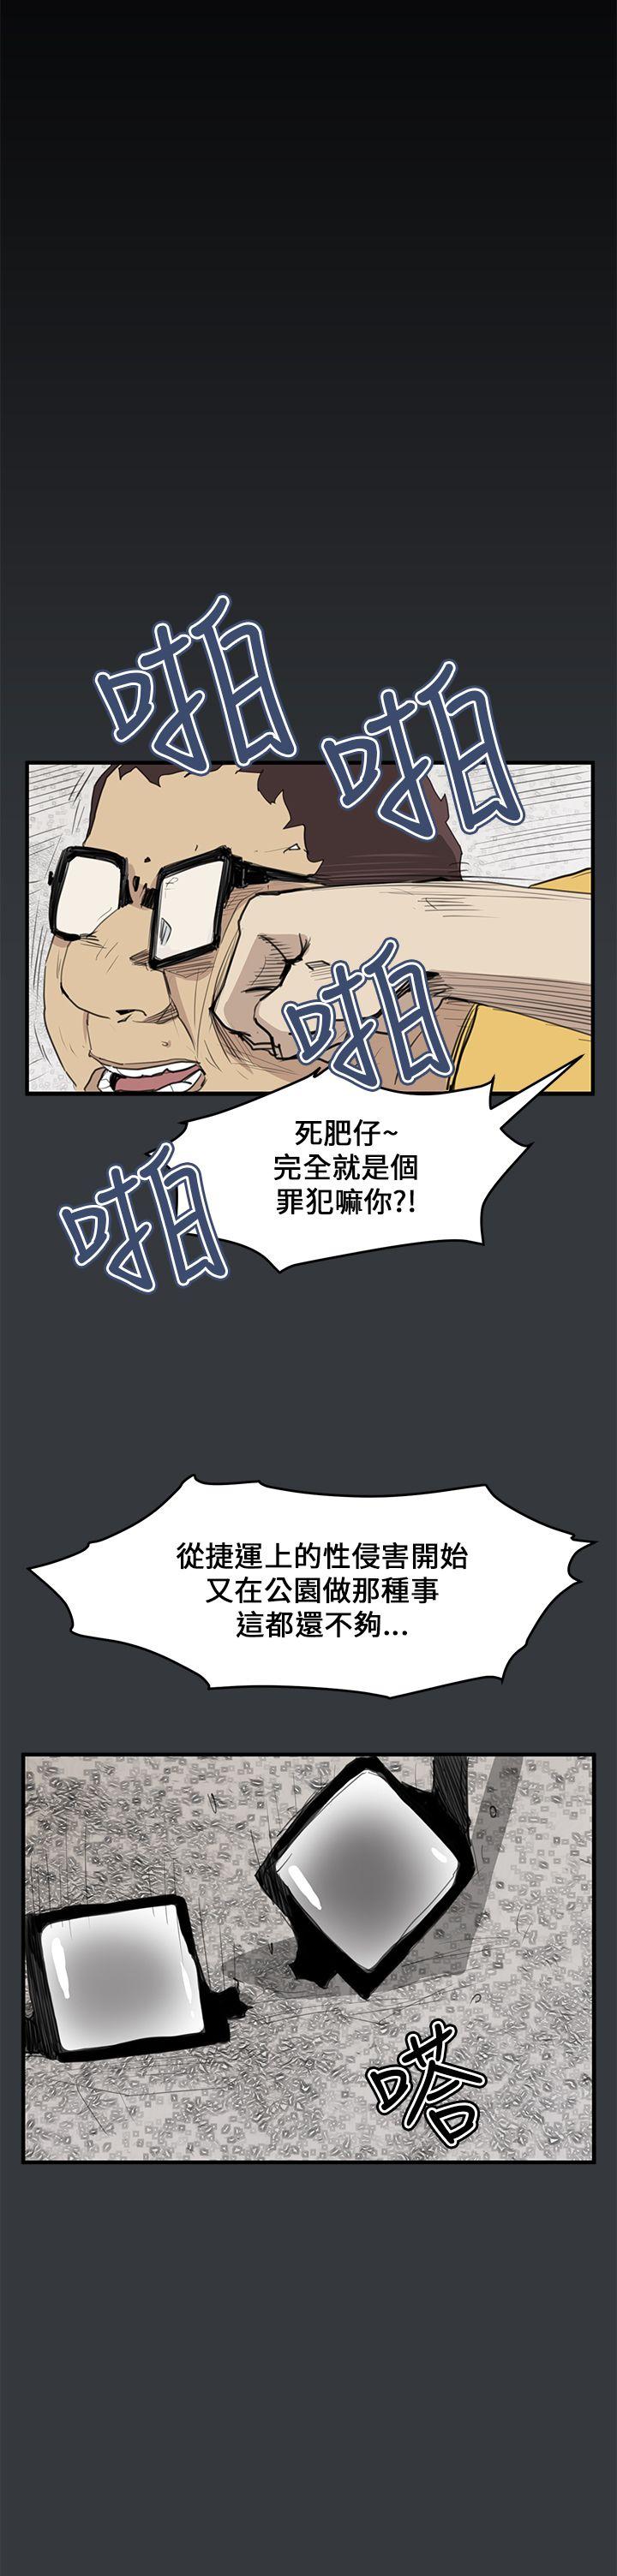 啪
啪
啪
死肥仔~
完全就是個
罪犯嘛你?!
啪
從捷運上的性侵害開始
又在公園做那種事
這都還不夠...
嗒